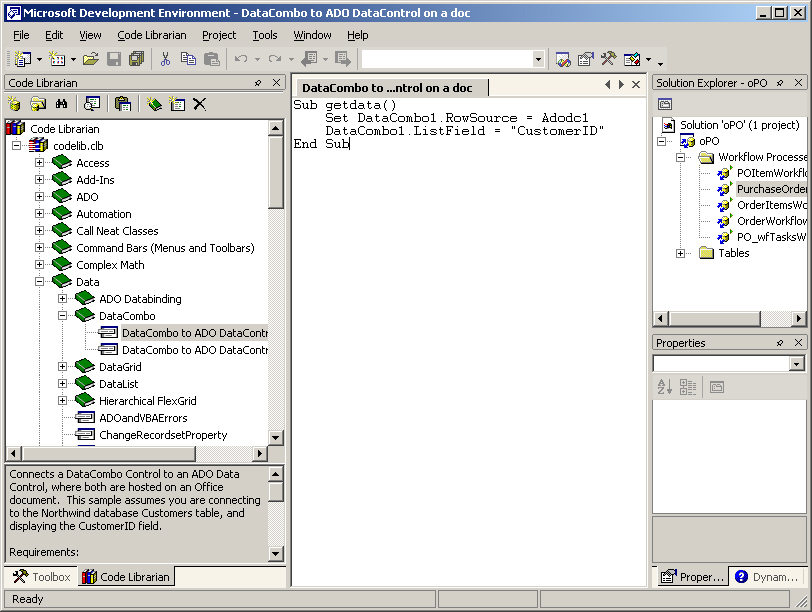 Microsoft Development Environment - DataCombo to ADO DataControl on a doc
File Edit View Code Librarian Project Tools Window Help
Code Librarian
Code Librarian
codelib.clb
Access
Add-Ins
ADO
Automation
Call Neat Classes
Command Bars (Menus and Toolbars)
Complex Math
Data
ADO Databinding
DataCombo
DataCombo to ADO DataContr
DataCombo to ADO DataContr
DataGrid
DataList
Hierarchical FlexGrid
ADOandVBAErrors
ChangeRecordsetProperty
Connects a DataCombo Control to an ADO Data
Control, where both are hosted on an Office
document. This sample assumes you are connecting
to the Northwind database Customers table, and
displaying the CustomerID field.
Requirements:
Toolbox Code Librarian
DataCombo to ...ntrol on a doc
Sub getdata()
Set DataCombo1.RowSource = Adodc1
DataCombo1.ListField = "CustomerID"
End Sub
Solution Explorer - oPO
Solution 'oPO' (1 project)
oPO
Workflow Processe
POItemWorkfl
PurchaseOrder
OrderItemsWo
OrderWorkflow
PO_wfTasksW
Tables
Properties
Proper... Dynam...
Ready